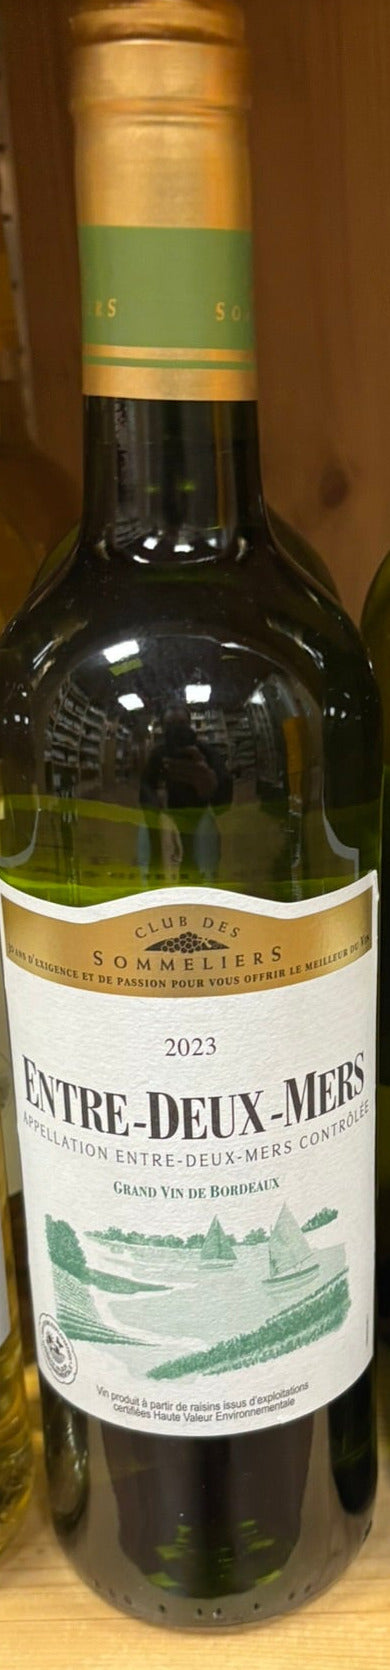 CLUB DES
SOMMELIERS
ANS D'EXIGENCE ET DE PASSION POUR VOUS OFFRIR LE MEILLEUR DU VIN
2023
ENTRE-DEUX-MERS
APPELLATION ENTRE-DEUX-MERS CONTRÔLÉE
GRAND VIN DE BORDEAUX
Vin produit à partir de raisins issus d'exploitations
certifiées Haute Valeur Environnementale